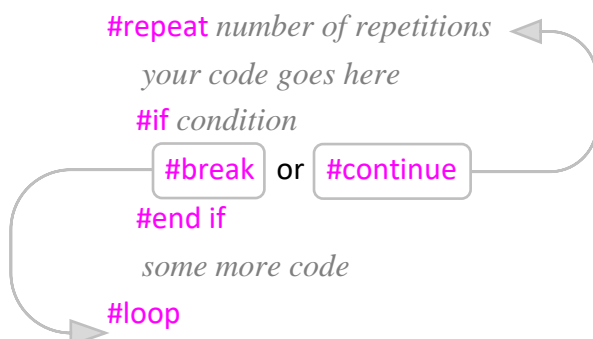 #repeat number of repetitions
your code goes here
#if condition
#break or #continue
#end if
some more code
#loop